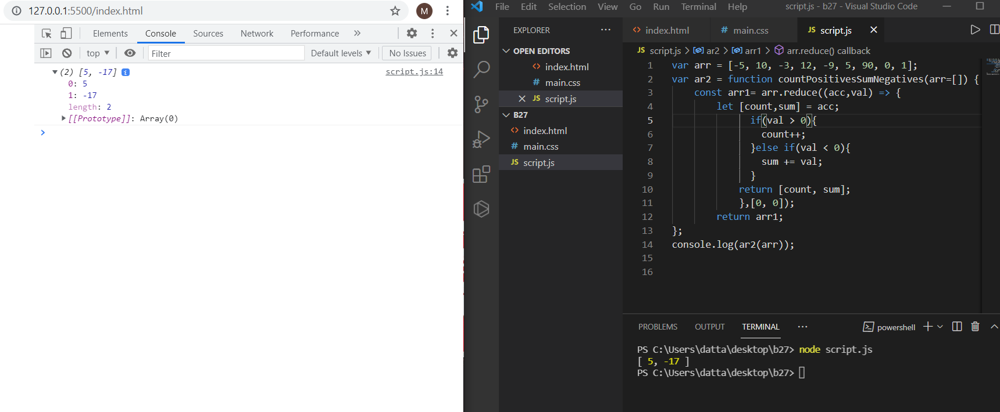 127.0.0.1:5500/index.html
M
Elements Console Sources Network Performance »
top ▼ Filter Default levels ▼ No Issues
▼(2) [5, -17] i script.js:14
0: 5
1: -17
length: 2
▶[[Prototype]]: Array(0)
>
File Edit Selection View Go Run Terminal Help script.js - b27 - Visual Studio Code
EXPLORER ...
OPEN EDITORS
<> index.html
# main.css
× JS script.js
B27
<> index.html
# main.css
JS script.js
<> index.html # main.css JS script.js ×
JS script.js > ar2 > arr1 > arr.reduce() callback
1 var arr = [-5, 10, -3, 12, -9, 5, 90, 0, 1];
2 var ar2 = function countPositivesSumNegatives(arr=[]) {
3 const arr1= arr.reduce((acc,val) => {
4 let [count,sum] = acc;
5 if(val > 0){
6 count++;
7 }else if(val < 0){
8 sum += val;
9 }
10 return [count, sum];
11 },[0, 0]);
12 return arr1;
13 };
14 console.log(ar2(arr));
15
16
PROBLEMS OUTPUT TERMINAL ... powershell
PS C:\Users\datta\desktop\b27> node script.js
[ 5, -17 ]
PS C:\Users\datta\desktop\b27>